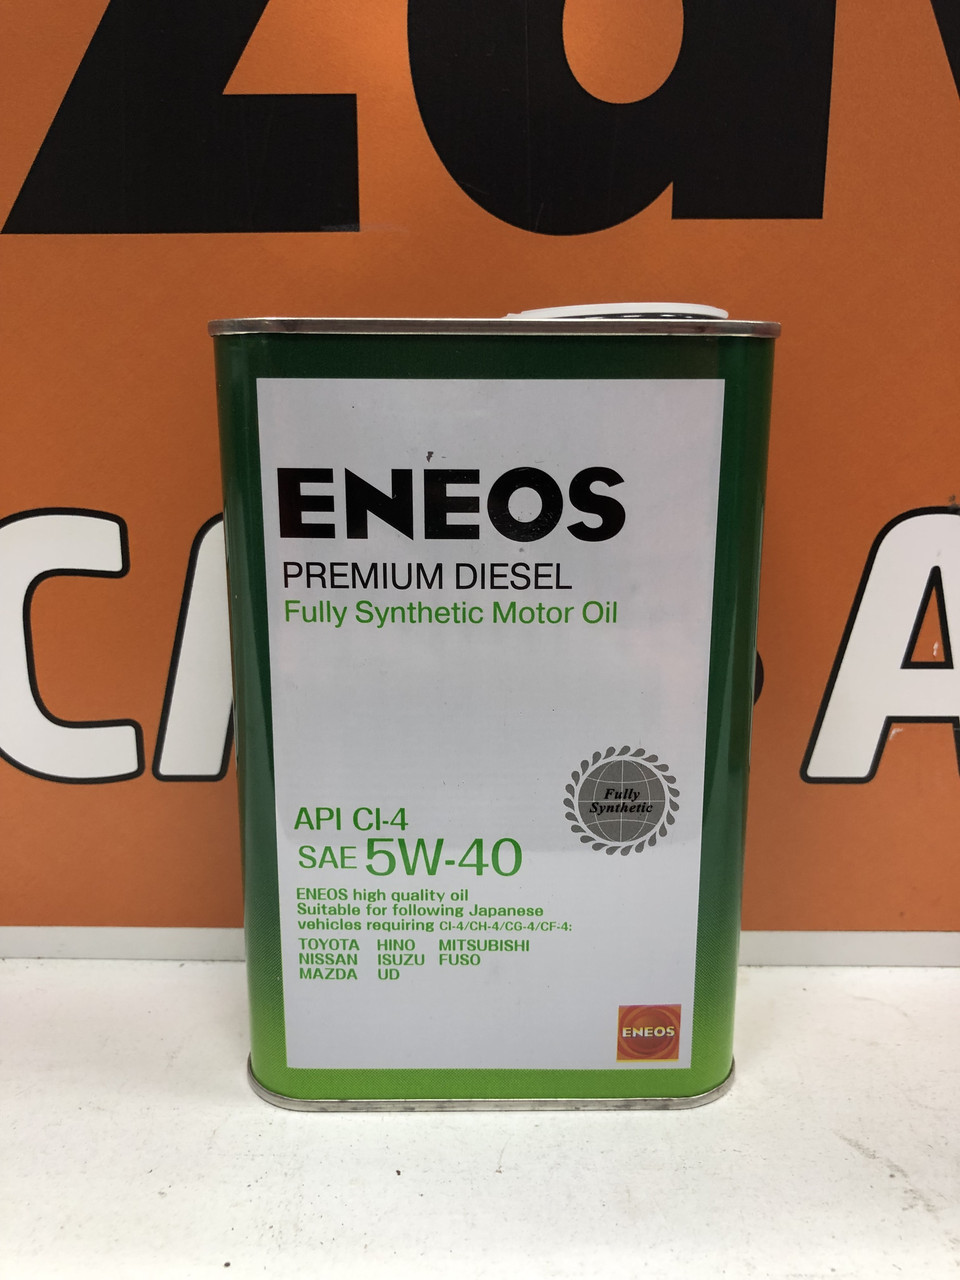 ENEOS
PREMIUM DIESEL
Fully Synthetic Motor Oil
Fully
Synthetic
API CI-4
SAE 5W-40
ENEOS high quality oil
Suitable for following Japanese
vehicles requiring CI-4/CH-4/CG-4/CF-4:
TOYOTA HINO MITSUBISHI
NISSAN ISUZU FUSO
MAZDA UD
ENEOS